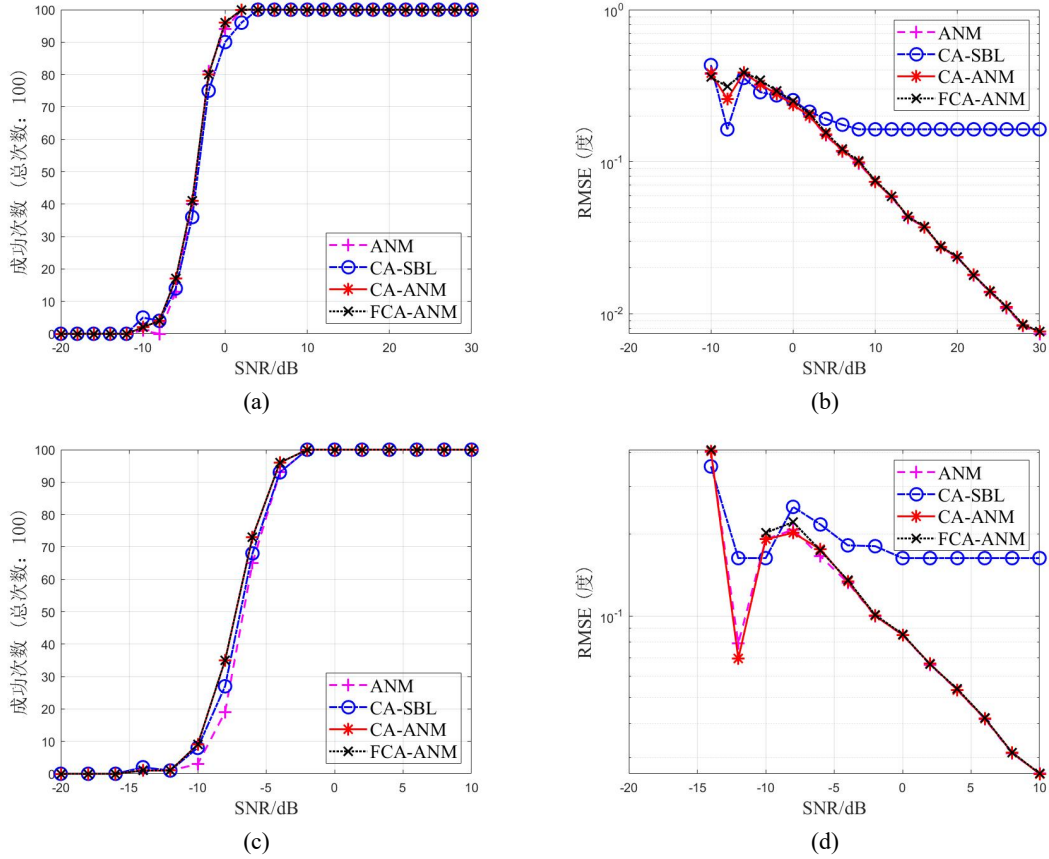 成功次数（总次数：100）
100
90
80
70
60
50
40
30
20
10
0
-20
-10
0
10
20
30
SNR/dB
ANM
CA-SBL
CA-ANM
FCA-ANM
(a)
RMSE（度）
10^0
10^-1
10^-2
-20
-10
0
10
20
30
SNR/dB
ANM
CA-SBL
CA-ANM
FCA-ANM
(b)
成功次数（总次数：100）
100
90
80
70
60
50
40
30
20
10
0
-20
-15
-10
-5
0
5
10
SNR/dB
ANM
CA-SBL
CA-ANM
FCA-ANM
(c)
RMSE（度）
10^-1
-20
-15
-10
-5
0
5
10
SNR/dB
ANM
CA-SBL
CA-ANM
FCA-ANM
(d)